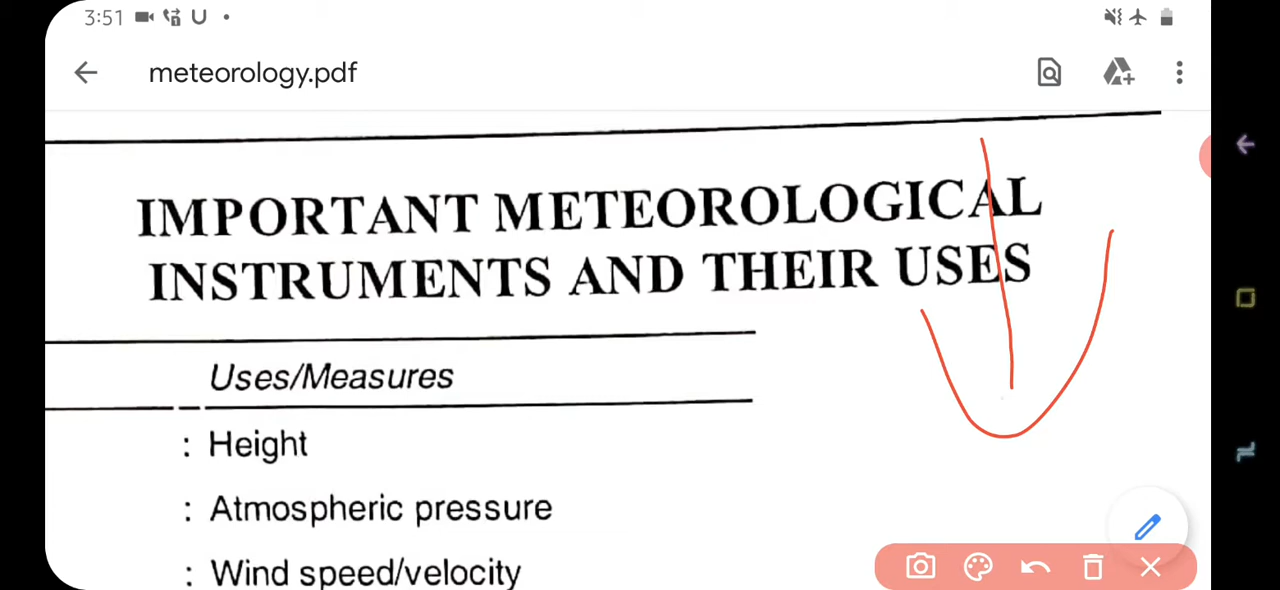 3:51
meteorology.pdf
IMPORTANT METEOROLOGICAL
INSTRUMENTS AND THEIR USES
Uses/Measures
: Height
: Atmospheric pressure
: Wind speed/velocity